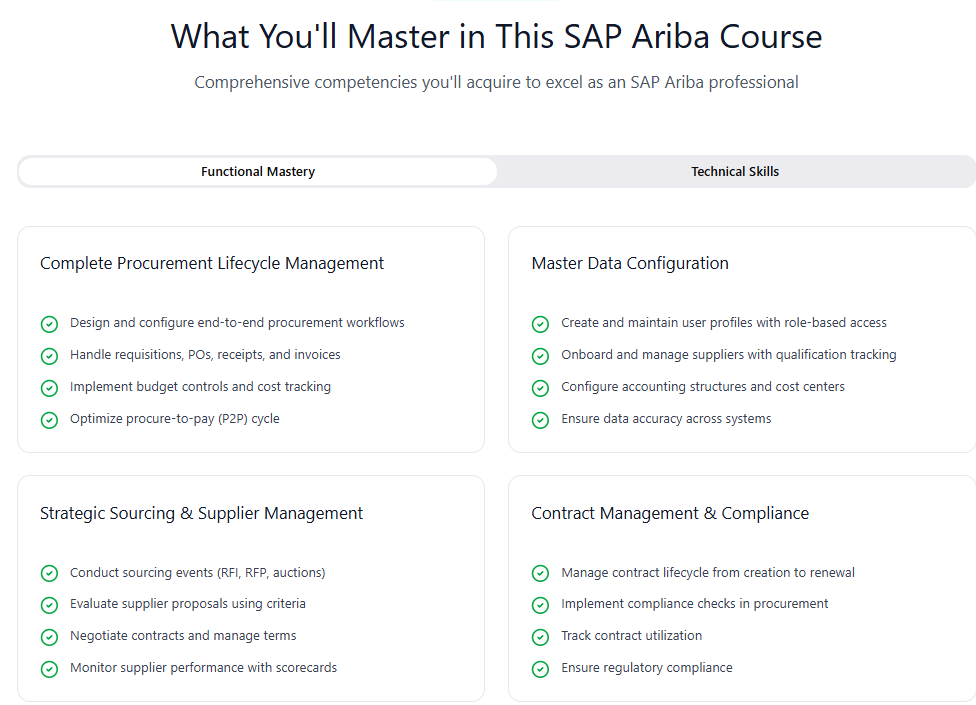 What You'll Master in This SAP Ariba Course
Comprehensive competencies you'll acquire to excel as an SAP Ariba professional
Functional Mastery
Technical Skills
Complete Procurement Lifecycle Management
Design and configure end-to-end procurement workflows
Handle requisitions, POs, receipts, and invoices
Implement budget controls and cost tracking
Optimize procure-to-pay (P2P) cycle
Master Data Configuration
Create and maintain user profiles with role-based access
Onboard and manage suppliers with qualification tracking
Configure accounting structures and cost centers
Ensure data accuracy across systems
Strategic Sourcing & Supplier Management
Conduct sourcing events (RFI, RFP, auctions)
Evaluate supplier proposals using criteria
Negotiate contracts and manage terms
Monitor supplier performance with scorecards
Contract Management & Compliance
Manage contract lifecycle from creation to renewal
Implement compliance checks in procurement
Track contract utilization
Ensure regulatory compliance